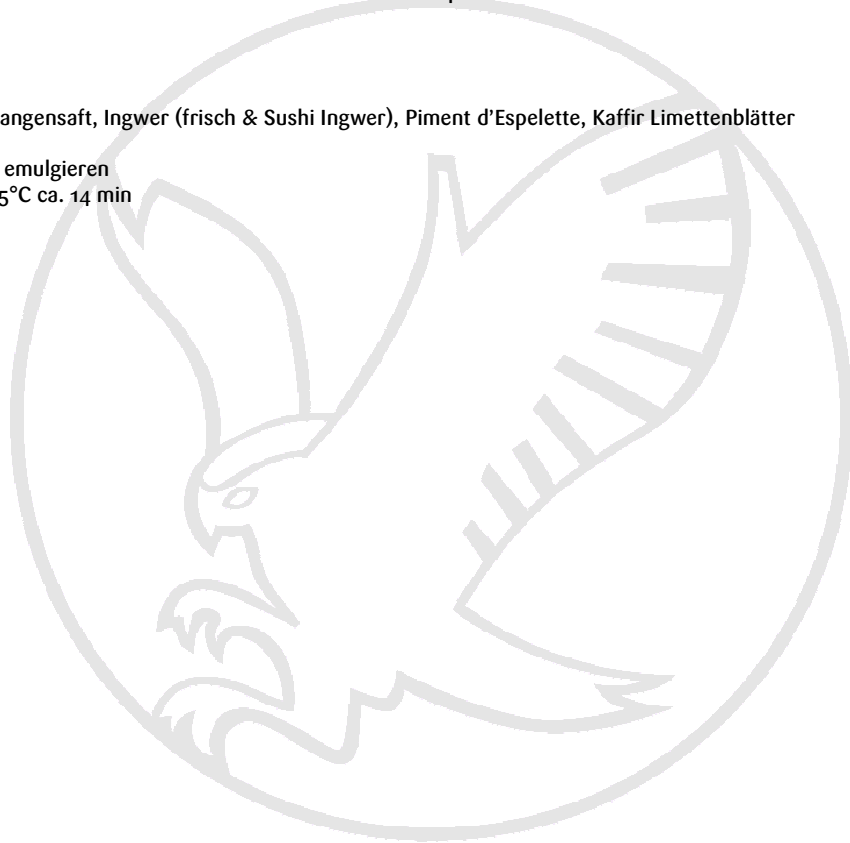 angensaft, Ingwer (frisch & Sushi Ingwer), Piment d’Espelette, Kaffir Limettenblätter
emulgieren
5°C ca. 14 min